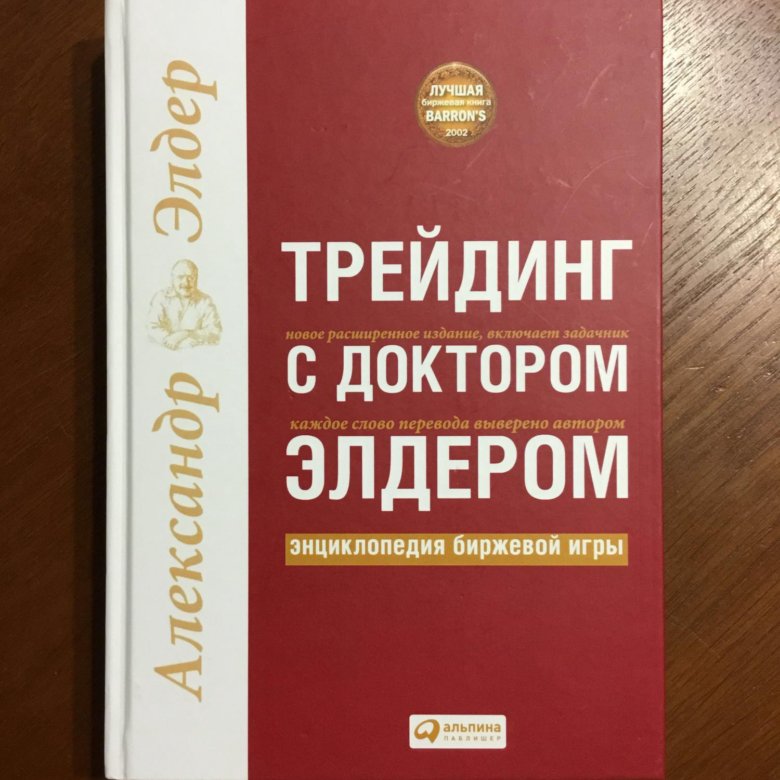 Александр Элдер
ЛУЧШАЯ
биржевая книга
BARRON'S
2002
ТРЕЙДИНГ
новое расширенное издание, включает задачник
С ДОКТОРОМ
каждое слово перевода выверено автором
ЭЛДЕРОМ
энциклопедия биржевой игры
альпина
ПАБЛИШЕР